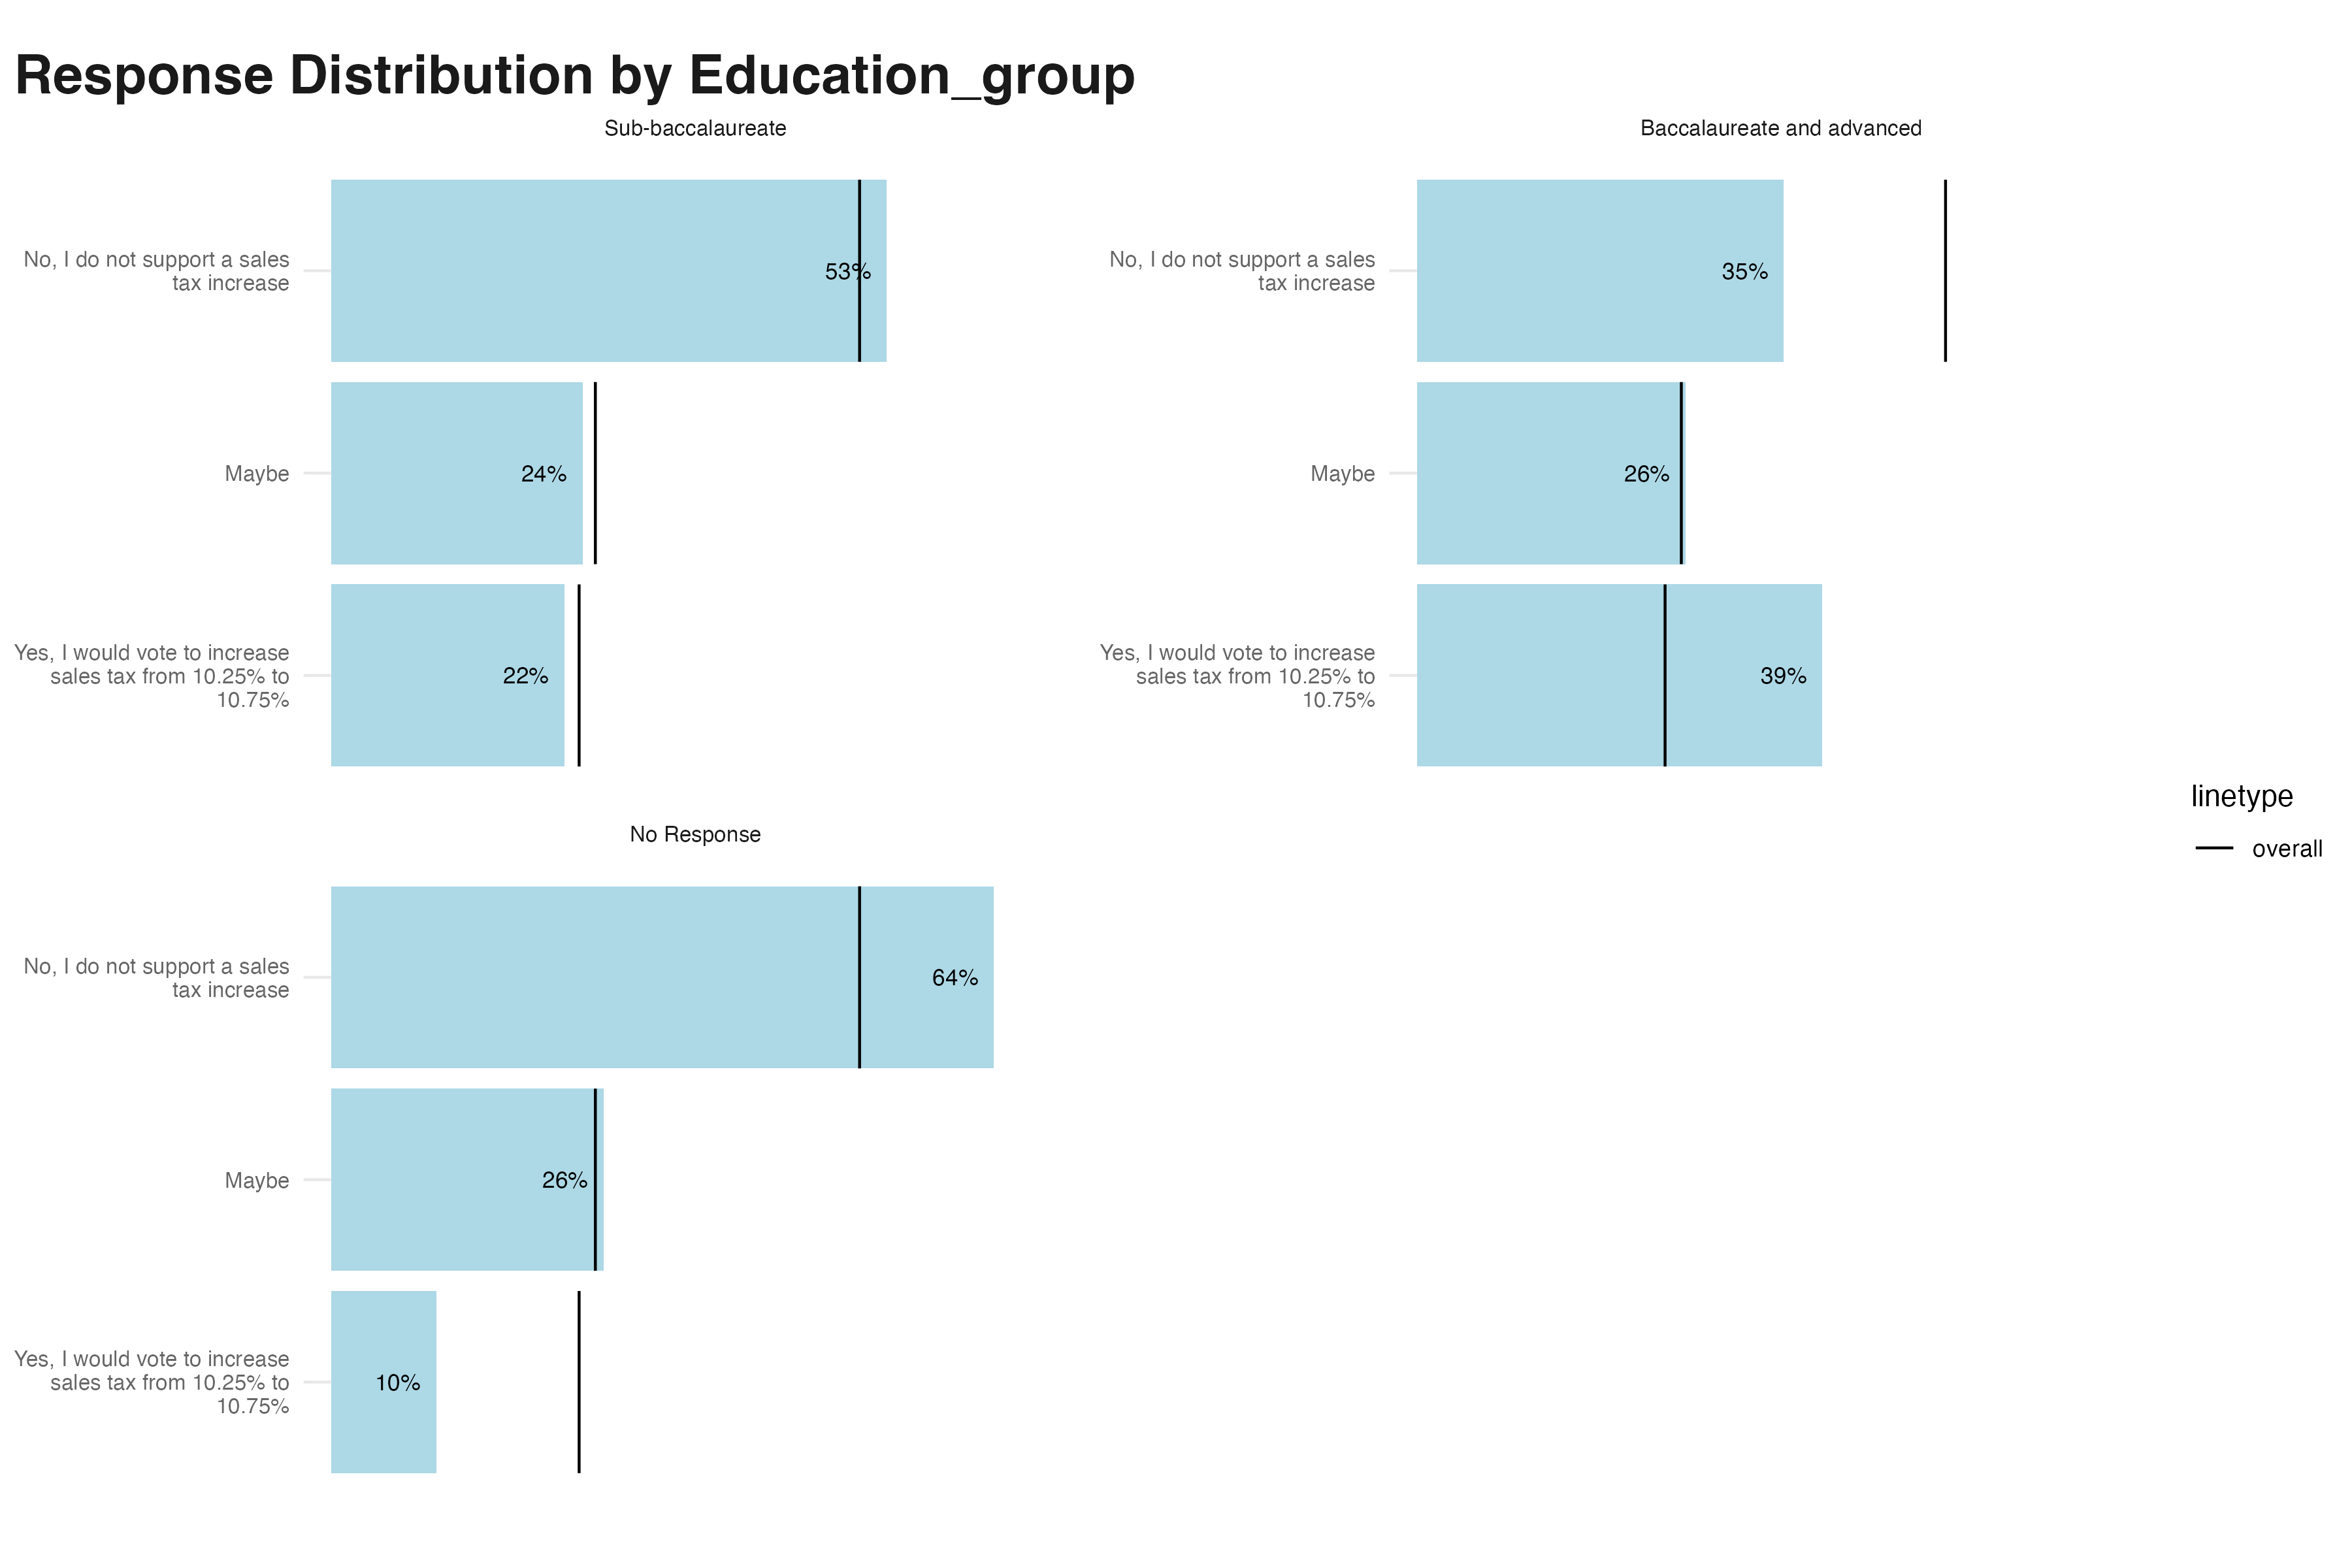 Response Distribution by Education_group
Sub-baccalaureate
No, I do not support a sales
tax increase
53%
Maybe
24%
Yes, I would vote to increase
sales tax from 10.25% to
10.75%
22%
Baccalaureate and advanced
No, I do not support a sales
tax increase
35%
Maybe
26%
Yes, I would vote to increase
sales tax from 10.25% to
10.75%
39%
No Response
No, I do not support a sales
tax increase
64%
Maybe
26%
Yes, I would vote to increase
sales tax from 10.25% to
10.75%
10%
linetype
overall